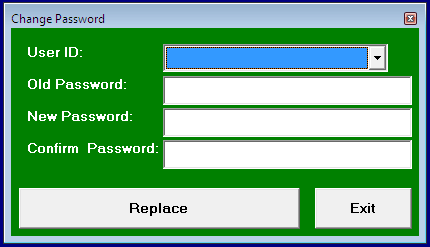 Change Password
User ID:
Old Password:
New Password:
Confirm  Password:
Replace
Exit